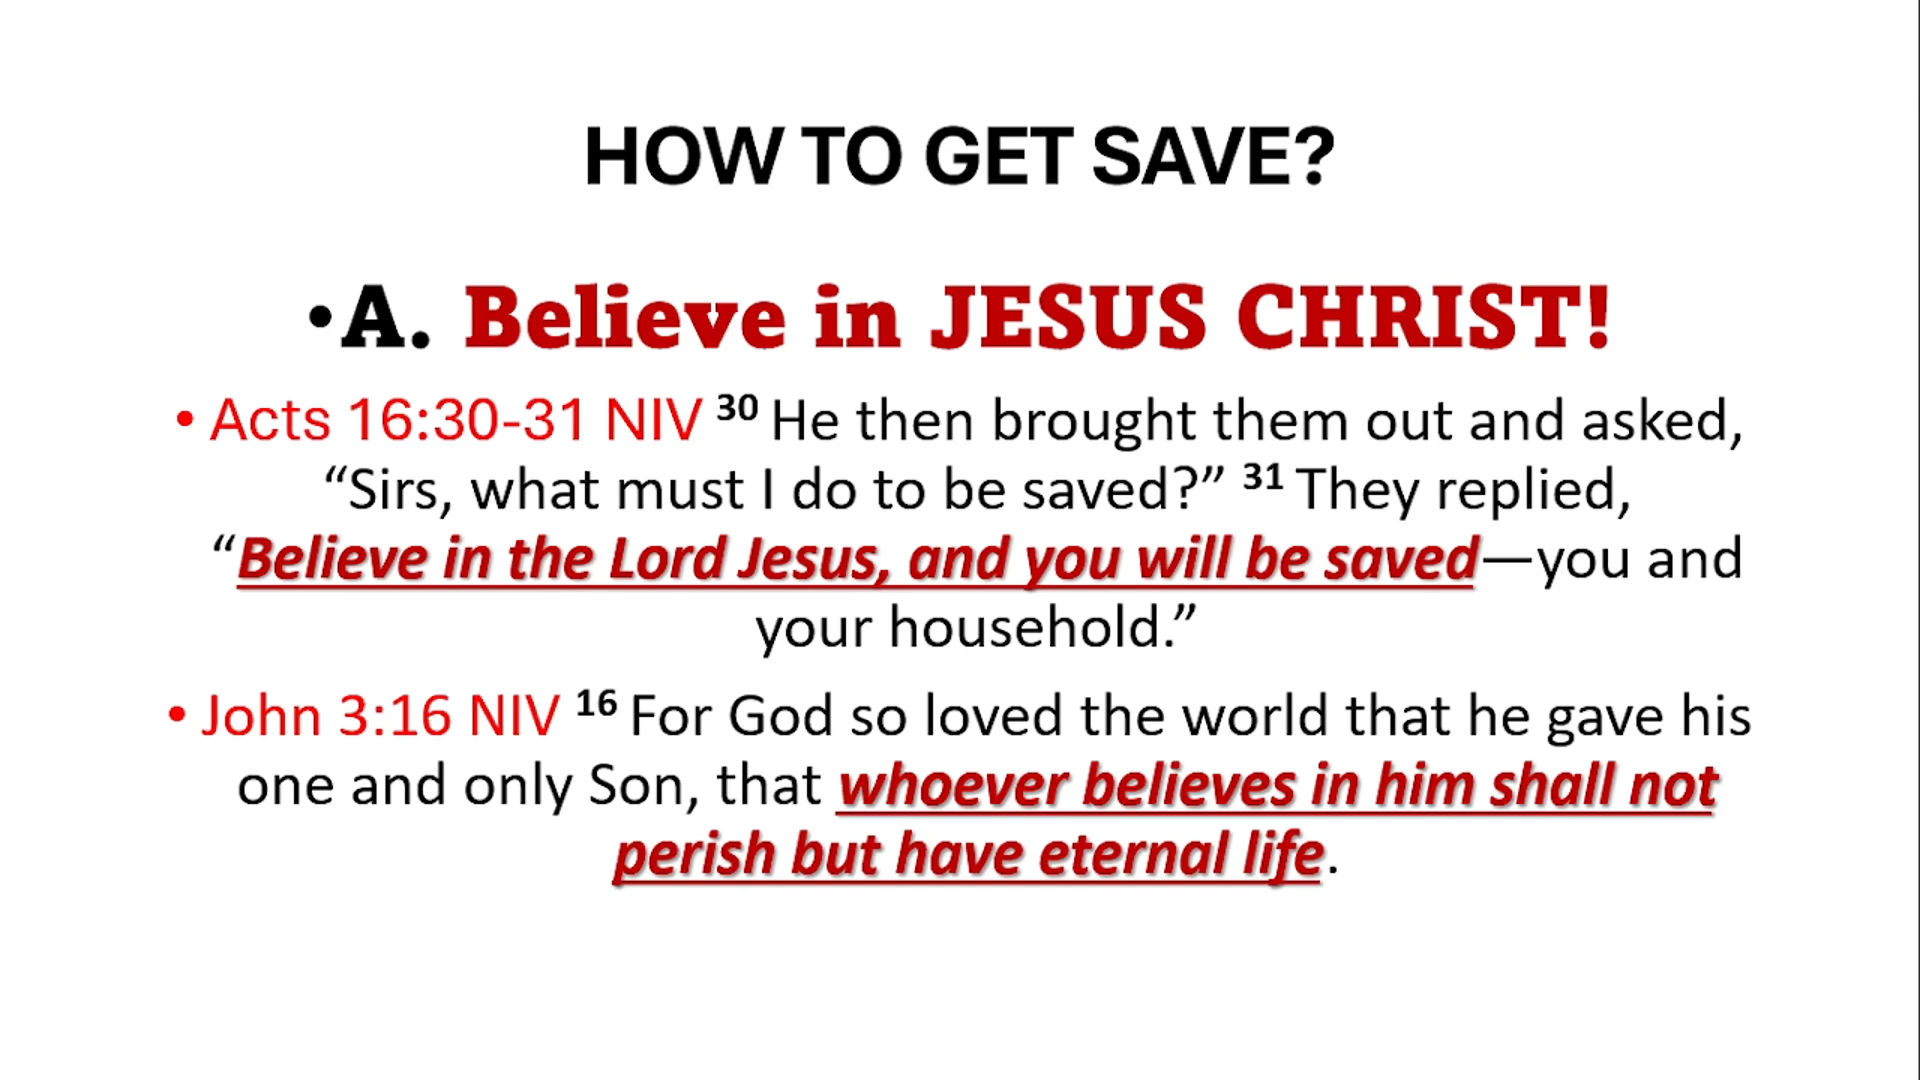 HOW TO GET SAVE?
•A. Believe in JESUS CHRIST!
• Acts 16:30-31 NIV 30 He then brought them out and asked,
“Sirs, what must I do to be saved?” 31 They replied,
“Believe in the Lord Jesus, and you will be saved—you and
your household.”
• John 3:16 NIV 16 For God so loved the world that he gave his
one and only Son, that whoever believes in him shall not
perish but have eternal life.